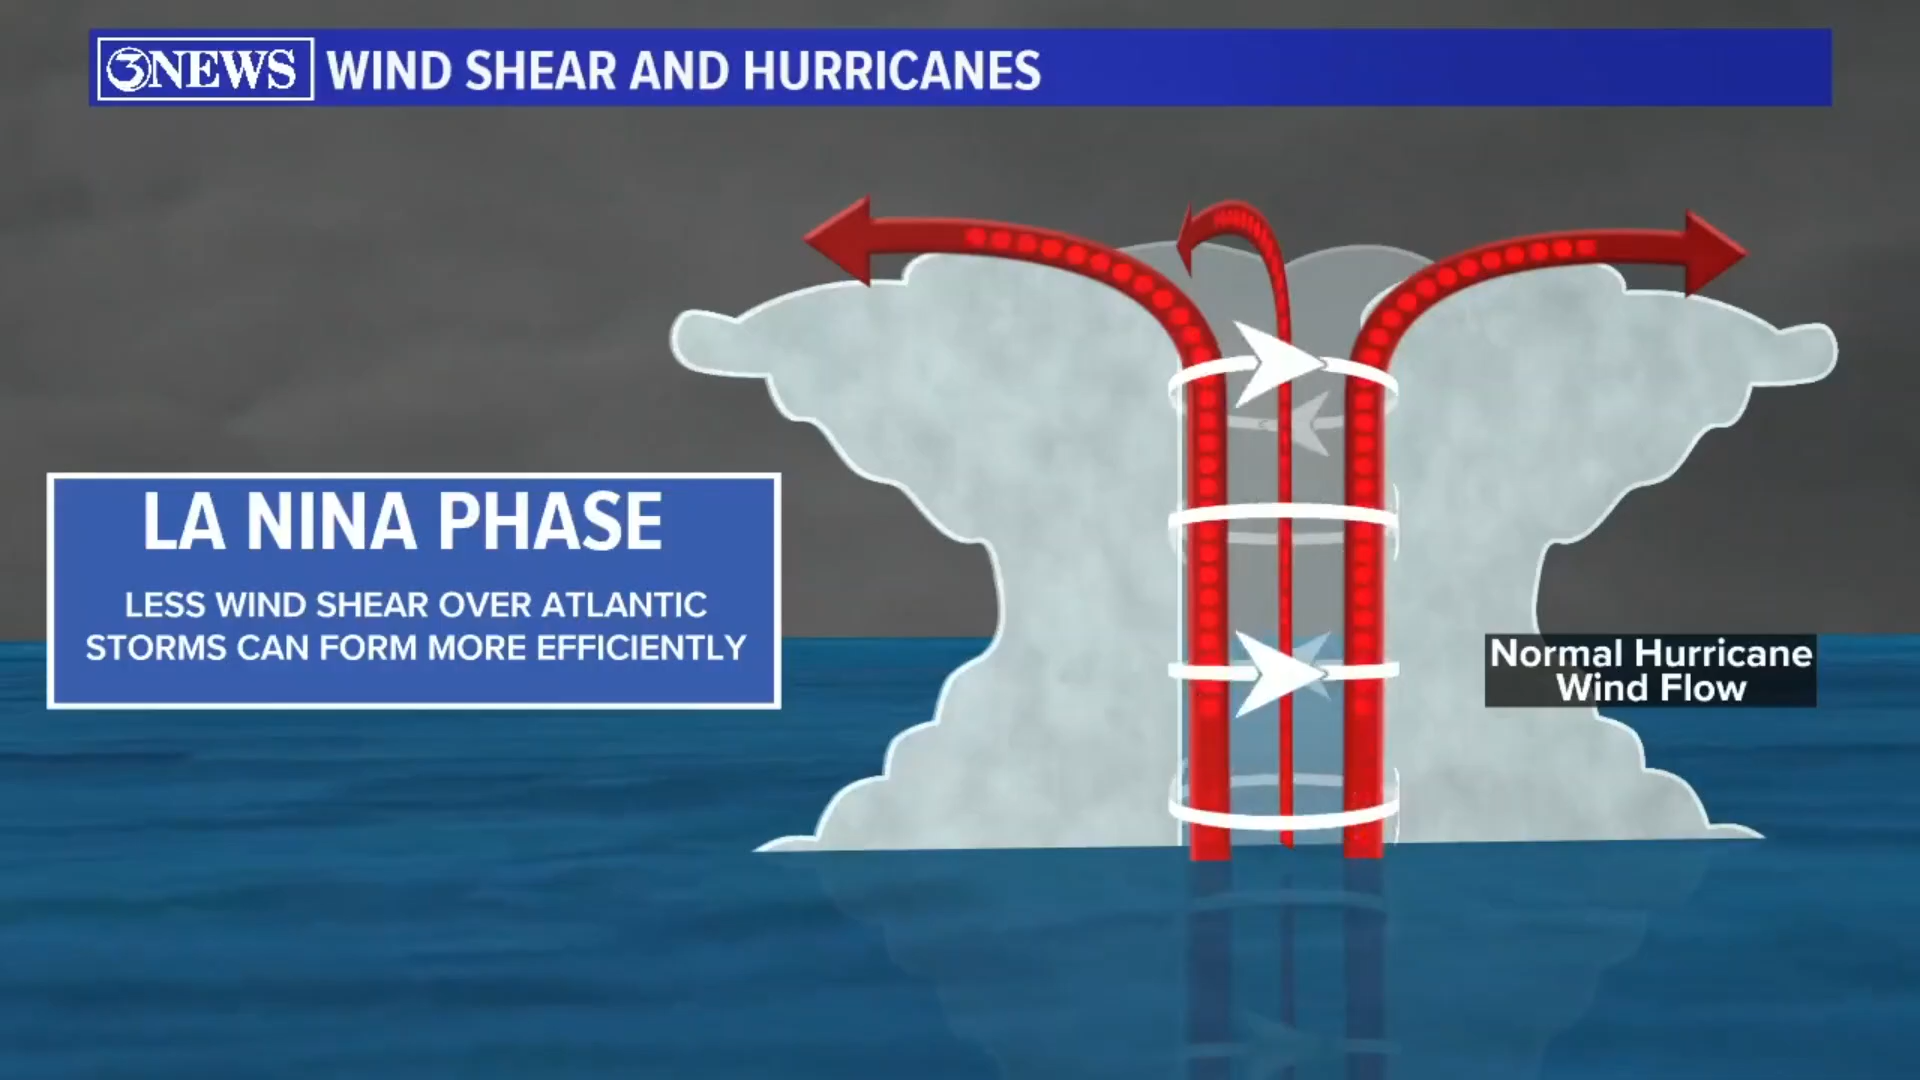 3NEWS WIND SHEAR AND HURRICANES
LA NINA PHASE
LESS WIND SHEAR OVER ATLANTIC
STORMS CAN FORM MORE EFFICIENTLY
Normal Hurricane
Wind Flow